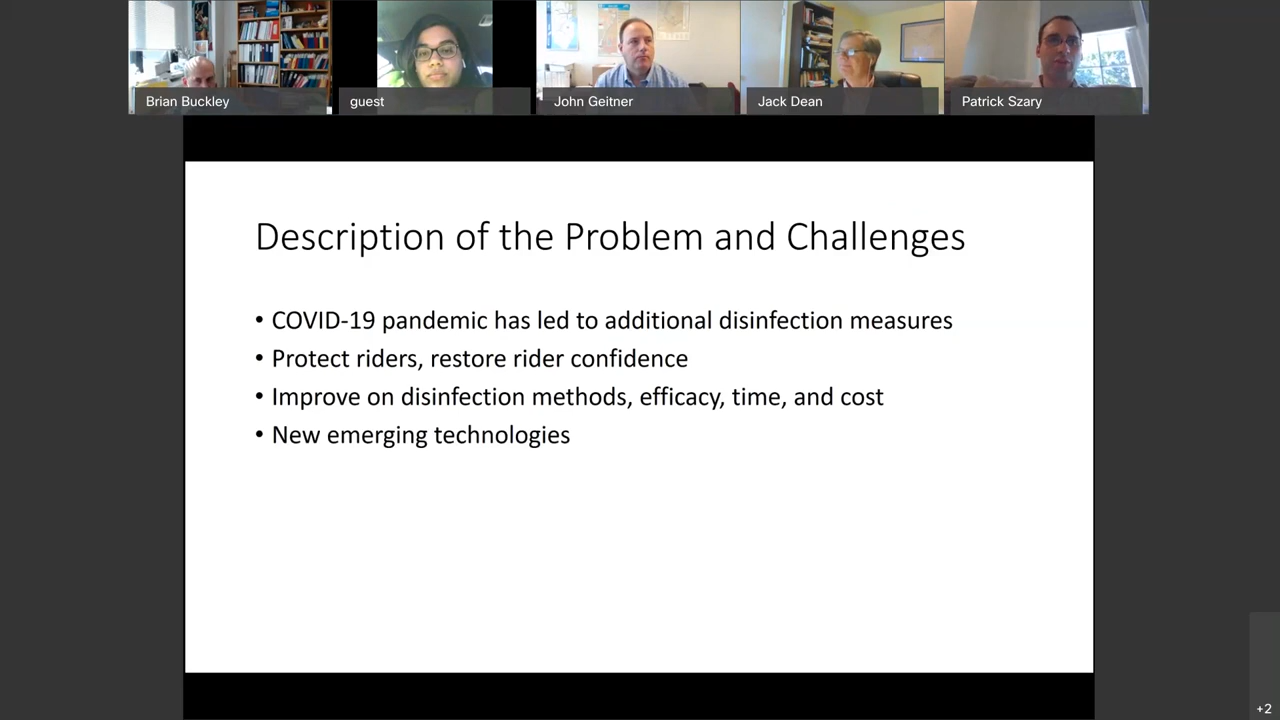 Brian Buckley
guest
John Geitner
Jack Dean
Patrick Szary
Description of the Problem and Challenges
• COVID-19 pandemic has led to additional disinfection measures
• Protect riders, restore rider confidence
• Improve on disinfection methods, efficacy, time, and cost
• New emerging technologies
+2